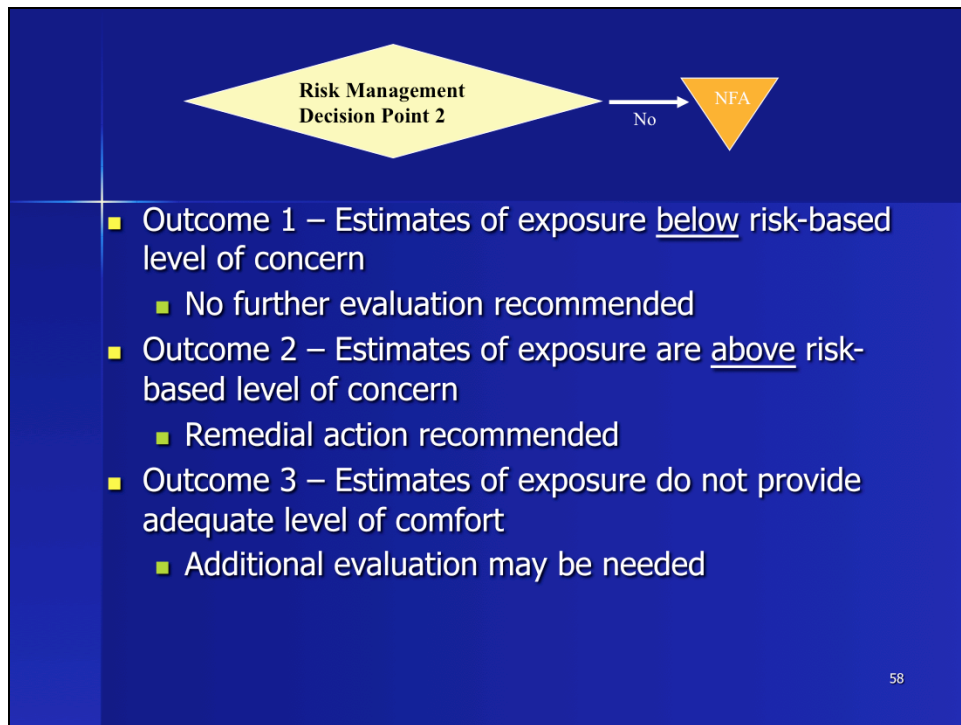 Risk Management
Decision Point 2
No
NFA
Outcome 1 – Estimates of exposure below risk-based
level of concern
No further evaluation recommended
Outcome 2 – Estimates of exposure are above risk-
based level of concern
Remedial action recommended
Outcome 3 – Estimates of exposure do not provide
adequate level of comfort
Additional evaluation may be needed
58